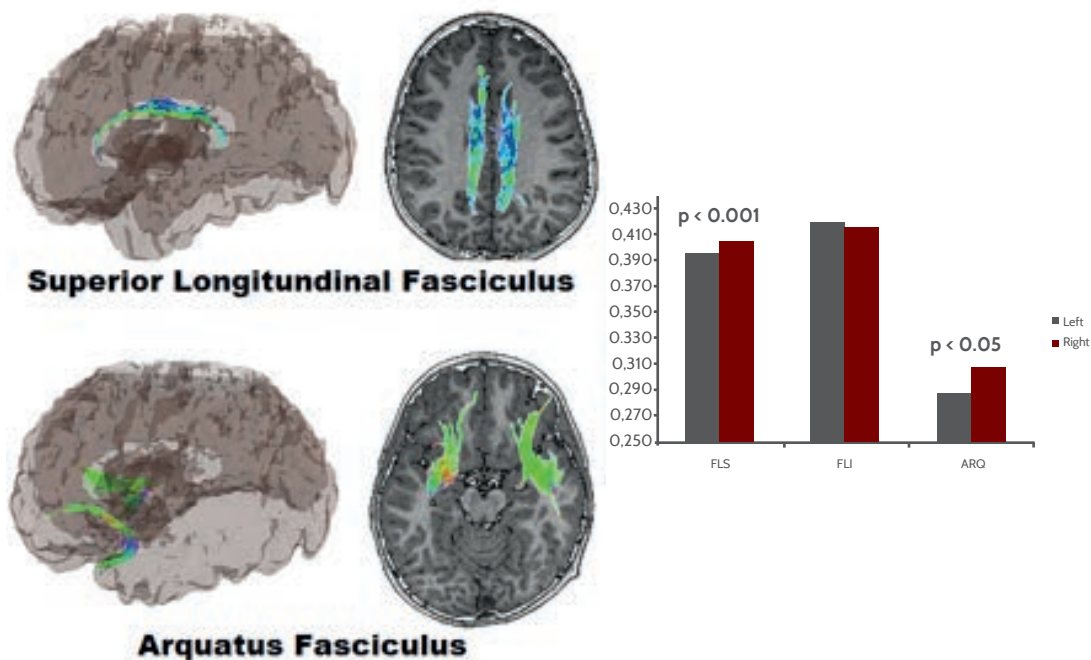 Superior Longitundinal Fasciculus
Arquatus Fasciculus
0,430
0,410
0,390
0,370
0,350
0,330
0,310
0,290
0,270
0,250
p < 0.001
p < 0.05
FLS
FLI
ARQ
Left
Right